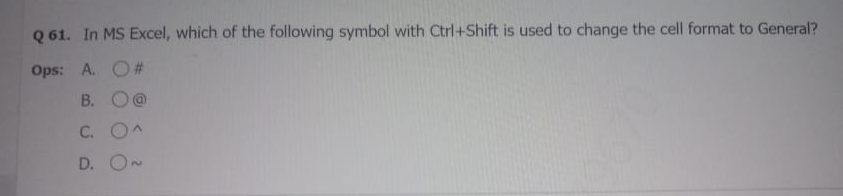 Q 61. In MS Excel, which of the following symbol with Ctrl+Shift is used to change the cell format to General?
Ops: A. #
B. @
C. ^
D. ~